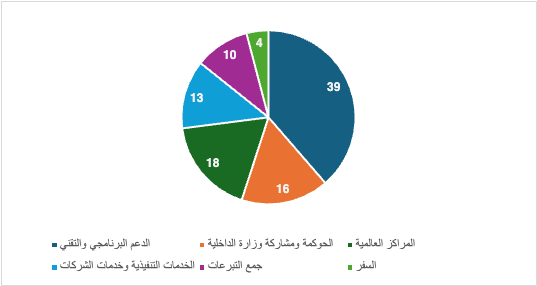 4
10
39
13
18
16
الدعم البرنامجي والتقني
الحوكمة ومشاركة وزارة الداخلية
المراكز العالمية
الخدمات التنفيذية وخدمات الشركات
جمع التبرعات
السفر